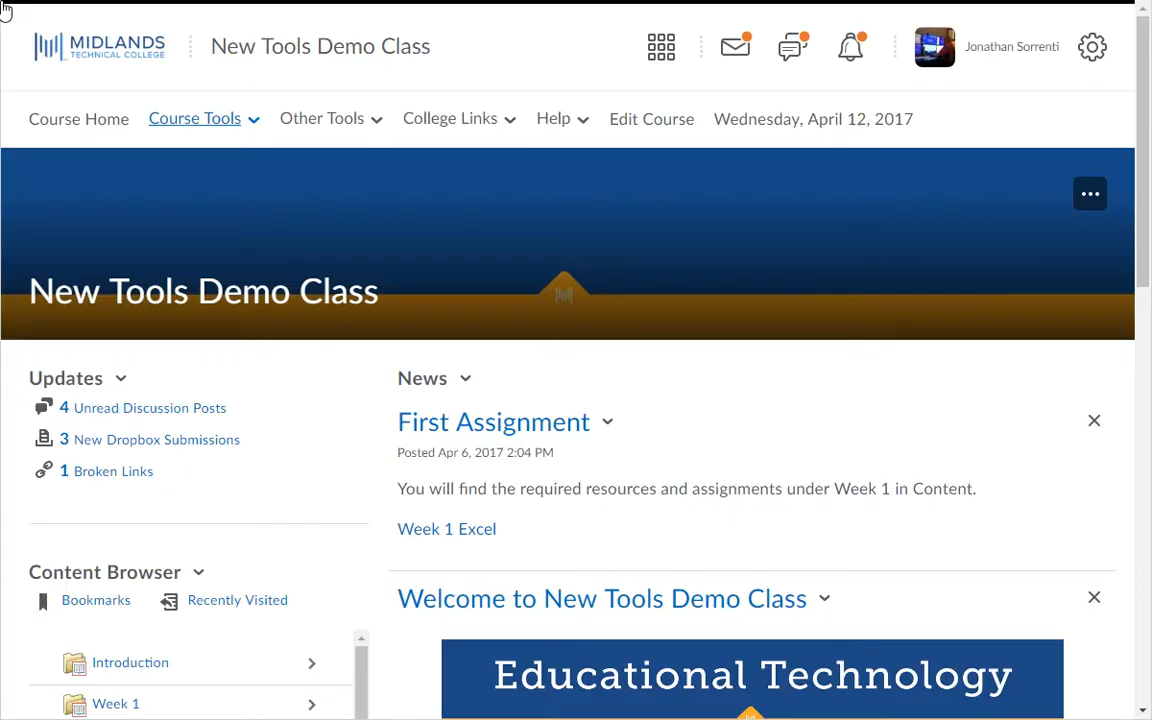 MIDLANDS
TECHNICAL COLLEGE
New Tools Demo Class
Jonathan Sorrenti
Course Home
Course Tools
Other Tools
College Links
Help
Edit Course
Wednesday, April 12, 2017
New Tools Demo Class
Updates
4 Unread Discussion Posts
3 New Dropbox Submissions
1 Broken Links
Content Browser
Bookmarks
Recently Visited
Introduction
Week 1
News
First Assignment
Posted Apr 6, 2017 2:04 PM
You will find the required resources and assignments under Week 1 in Content.
Week 1 Excel
Welcome to New Tools Demo Class
Educational Technology